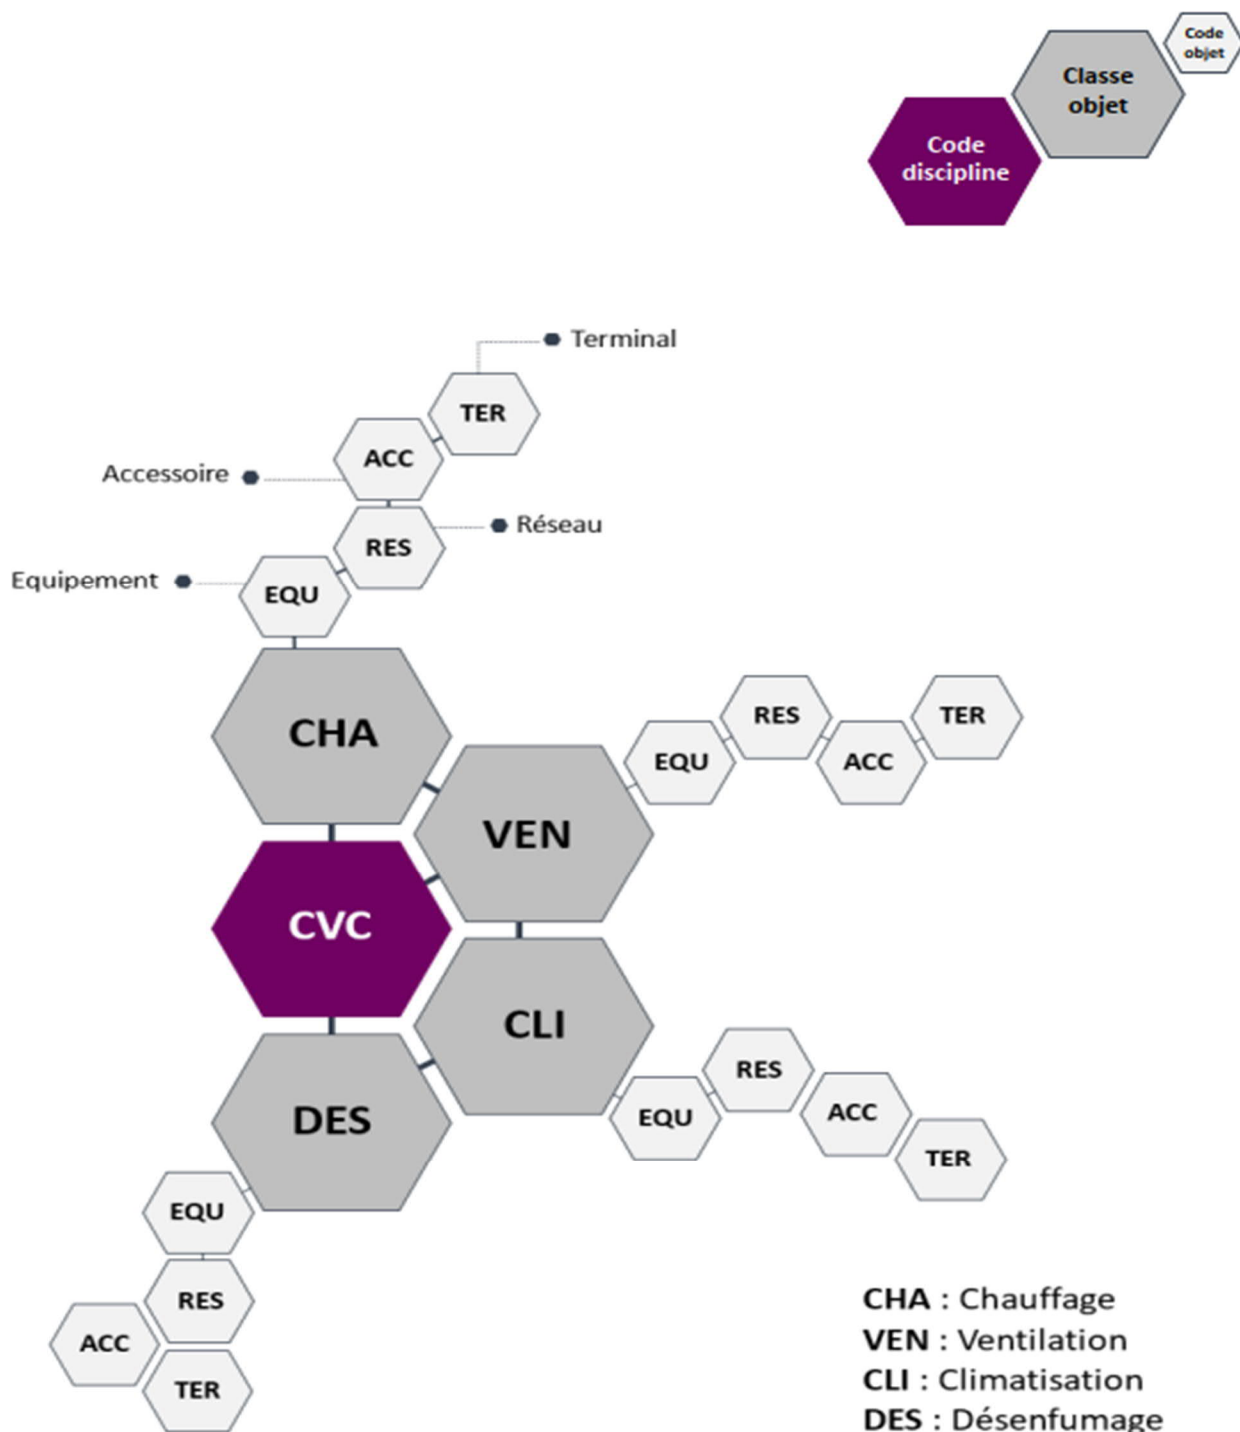 Code
objet
Classe
objet
Code
discipline
Terminal
TER
ACC
Accessoire
Réseau
RES
Equipement
EQU
CHA
RES
TER
EQU
ACC
VEN
CVC
CLI
RES
EQU
ACC
TER
DES
EQU
RES
ACC
TER
CHA : Chauffage
VEN : Ventilation
CLI : Climatisation
DES : Désenfumage